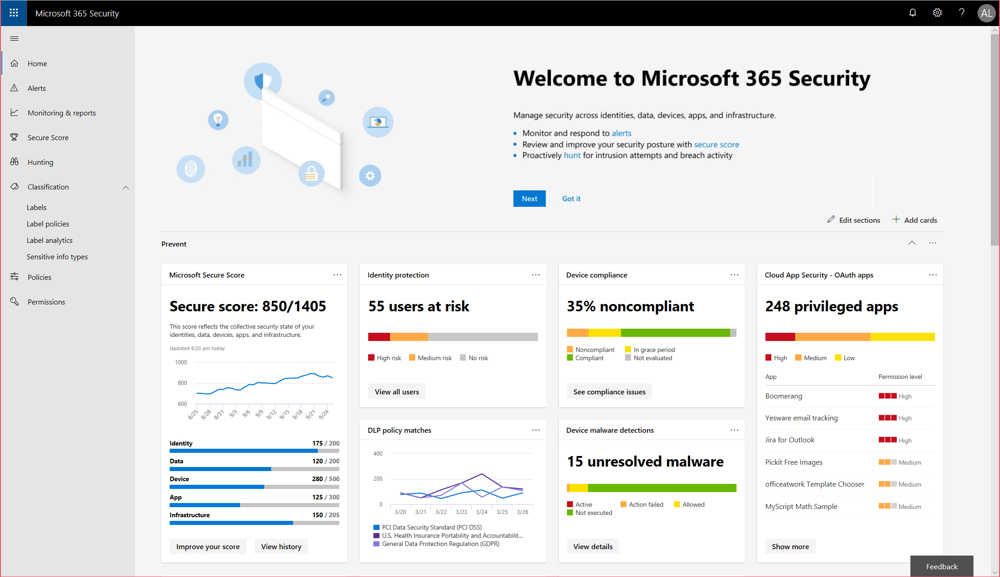 Microsoft 365 Security
AL
Home
Alerts
Monitoring & reports
Secure Score
Hunting
Classification
Labels
Label policies
Label analytics
Sensitive info types
Policies
Permissions
Welcome to Microsoft 365 Security
Manage security across identities, data, devices, apps, and infrastructure.
Monitor and respond to alerts
Review and improve your security posture with secure score
Proactively hunt for intrusion attempts and breach activity
Next Got it
Edit sections Add cards
Prevent
Microsoft Secure Score
Secure score: 850/1405
This score reflects the collective security state of your
identities, data, devices, apps, and infrastructure.
Updated 6:20 pm today
1000
800
600
8/25 8/28 8/31 9/3 9/6 9/9 9/12 9/15 9/18 9/21 9/24
Identity 175 / 200
Data 120 / 200
Device 280 / 500
App 125 / 300
Infrastructure 150 / 205
Improve your score View history
Identity protection
55 users at risk
High risk Medium risk No risk
View all users
DLP policy matches
400
200
0
3/20 3/21 3/22 3/23 3/24 3/25 3/26
PCI Data Security Standard (PCI DSS)
U.S. Health Insurance Portability and Accountabilit...
General Data Protection Regulation (GDPR)
Device compliance
35% noncompliant
Noncompliant In grace period
Compliant Not evaluated
See compliance issues
Device malware detections
15 unresolved malware
Active Action failed Allowed
Not executed
View details
Cloud App Security - OAuth apps
248 privileged apps
High Medium Low
App Permission level
Boomerang High
Yesware email tracking High
Jira for Outlook High
Pickit Free Images Medium
officeatwork Template Chooser Medium
MyScript Math Sample Medium
Show more
Feedback